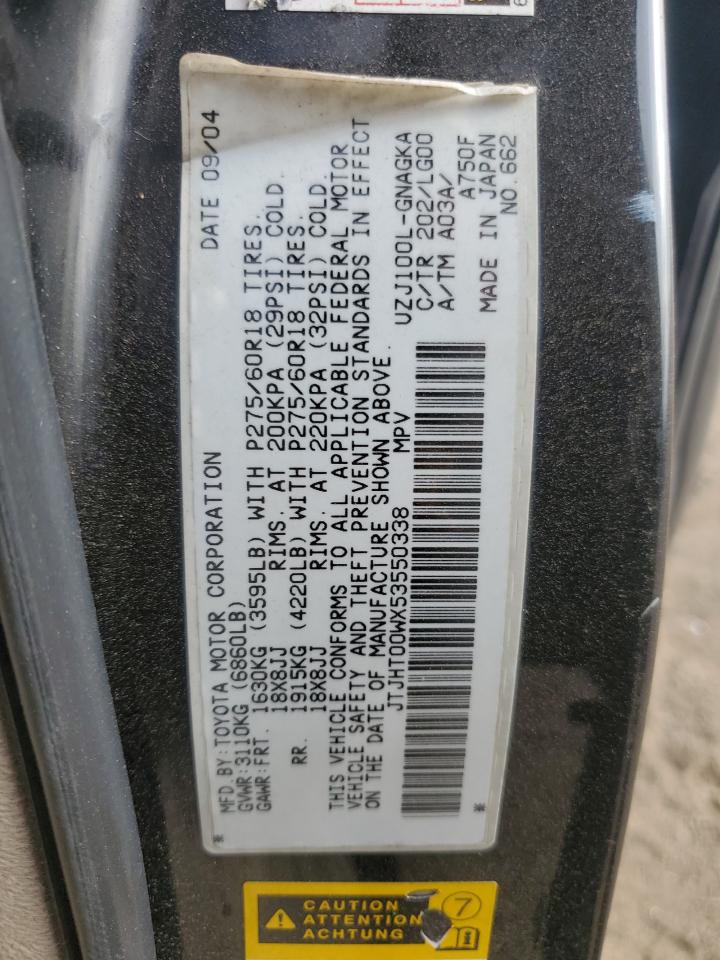 MFD.BY:TOYOTA MOTOR CORPORATION DATE 09/04
GVWR:3110KG (6860LB)
GAWR:FRT. 1630KG (3595LB) WITH P275/60R18 TIRES.
18X8JJ RIMS. AT 200KPA (29PSI) COLD.
RR. 1915KG (4220LB) WITH P275/60R18 TIRES.
18X8JJ RIMS. AT 220KPA (32PSI) COLD.
THIS VEHICLE CONFORMS TO ALL APPLICABLE FEDERAL MOTOR
VEHICLE SAFETY AND THEFT PREVENTION STANDARDS IN EFFECT
ON THE DATE OF MANUFACTURE SHOWN ABOVE.
JTJHT00WX53550338 MPV
UZJ100L-GNAGKA
C/TR 202/LG00
A/TM A03A/ A750F
MADE IN JAPAN
NO.662
* *
CAUTION
ATTENTION
ACHTUNG
7